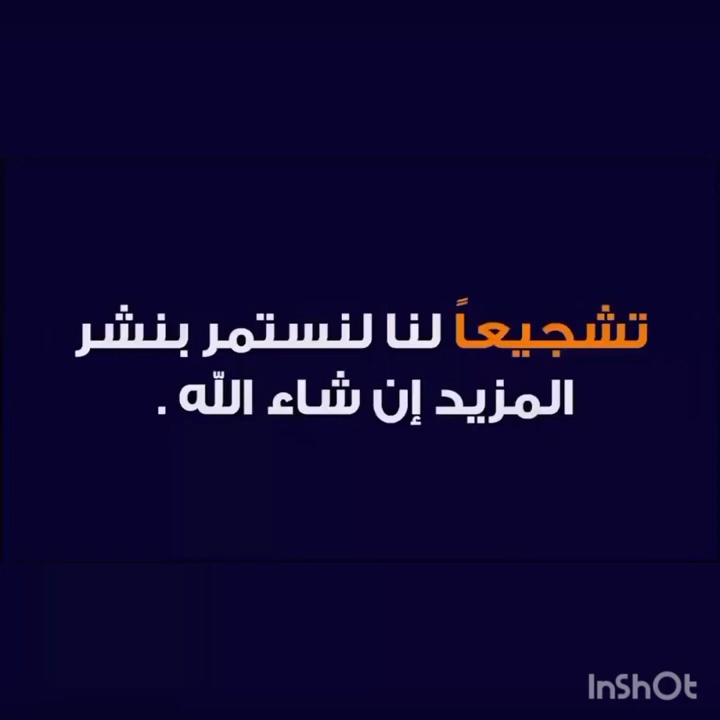 تشجيعاً لنا لنستمر بنشر
المزيد إن شاء الله .
InShOt